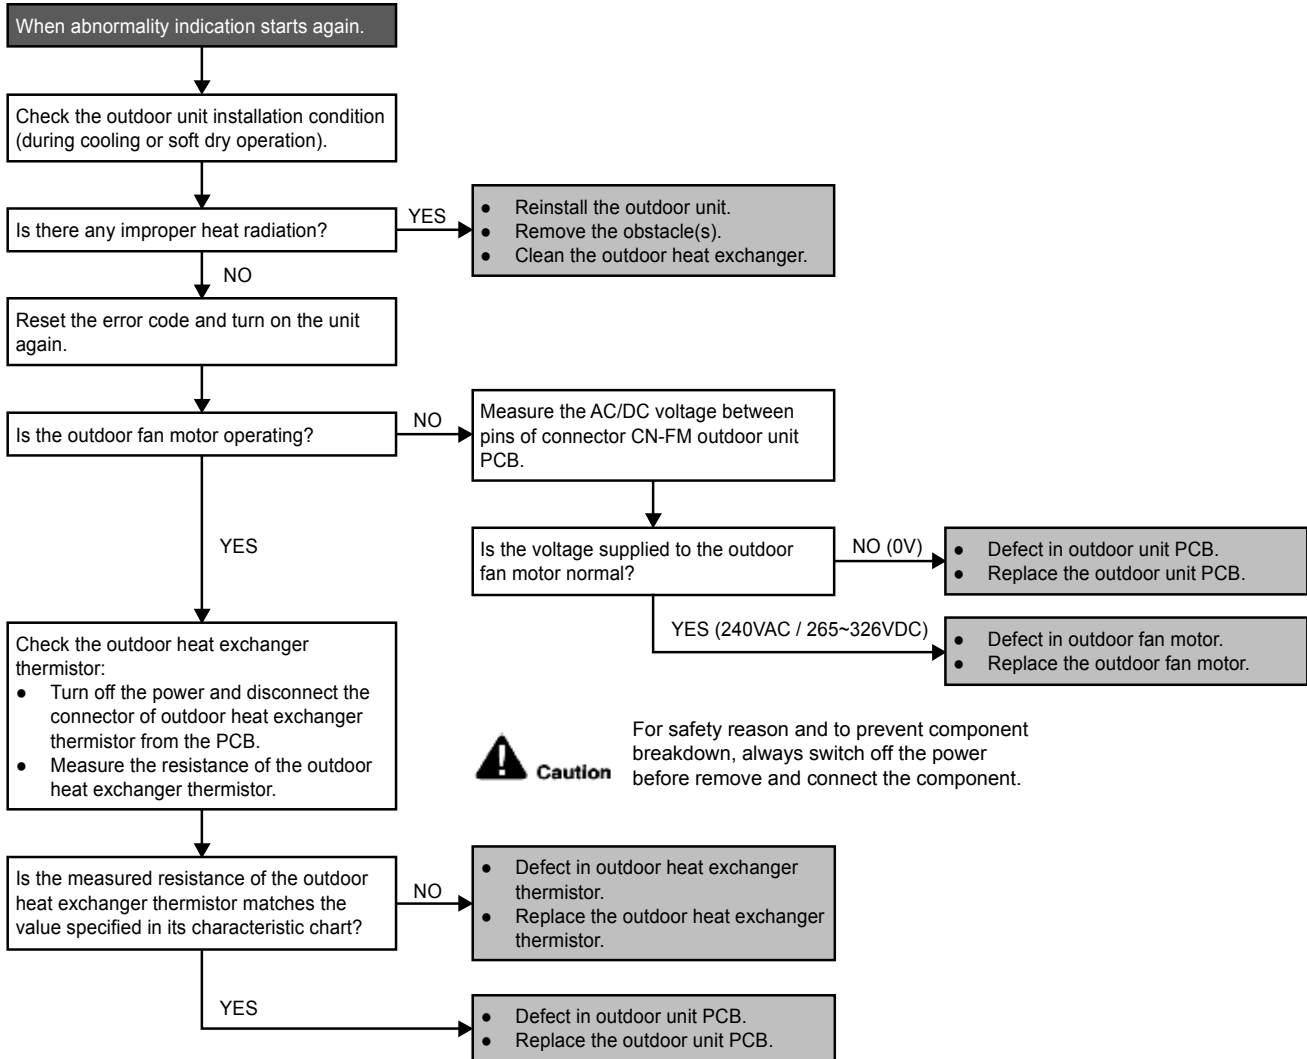 When abnormality indication starts again.
Check the outdoor unit installation condition
(during cooling or soft dry operation).
Is there any improper heat radiation?
YES
● Reinstall the outdoor unit.
● Remove the obstacle(s).
● Clean the outdoor heat exchanger.
NO
Reset the error code and turn on the unit
again.
Is the outdoor fan motor operating?
NO
Measure the AC/DC voltage between
pins of connector CN-FM outdoor unit
PCB.
Is the voltage supplied to the outdoor
fan motor normal?
NO (0V)
● Defect in outdoor unit PCB.
● Replace the outdoor unit PCB.
YES (240VAC / 265~326VDC)
● Defect in outdoor fan motor.
● Replace the outdoor fan motor.
YES
Check the outdoor heat exchanger
thermistor:
● Turn off the power and disconnect the
connector of outdoor heat exchanger
thermistor from the PCB.
● Measure the resistance of the outdoor
heat exchanger thermistor.
Caution
For safety reason and to prevent component
breakdown, always switch off the power
before remove and connect the component.
Is the measured resistance of the outdoor
heat exchanger thermistor matches the
value specified in its characteristic chart?
NO
● Defect in outdoor heat exchanger
thermistor.
● Replace the outdoor heat exchanger
thermistor.
YES
● Defect in outdoor unit PCB.
● Replace the outdoor unit PCB.